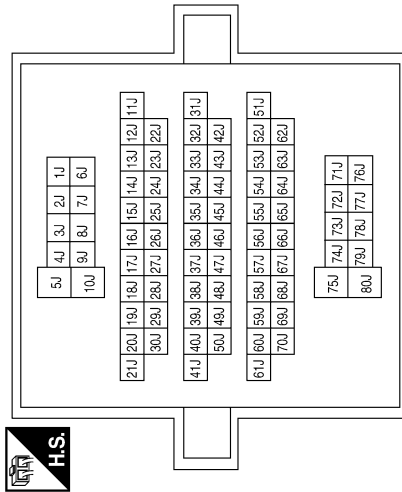 H.S.
5J 4J 3J 2J 1J
10J 9J 8J 7J 6J
21J 20J 19J 18J 17J 16J 15J 14J 13J 12J 11J
30J 29J 28J 27J 26J 25J 24J 23J 22J
41J 40J 39J 38J 37J 36J 35J 34J 33J 32J 31J
50J 49J 48J 47J 46J 45J 44J 43J 42J
61J 60J 59J 58J 57J 56J 55J 54J 53J 52J 51J
70J 69J 68J 67J 66J 65J 64J 63J 62J
75J 74J 73J 72J 71J
80J 79J 78J 77J 76J